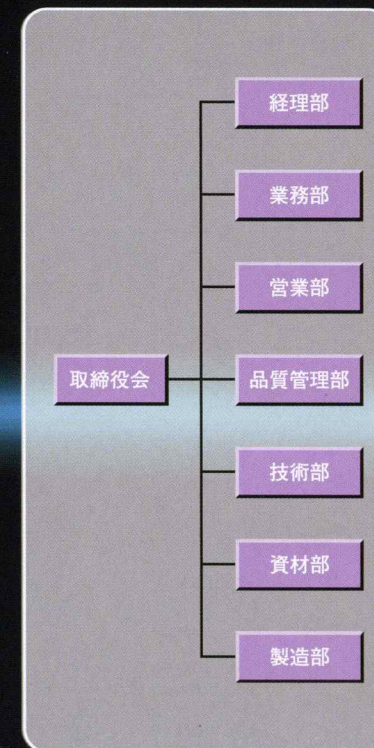 経理部
業務部
営業部
取締役会
品質管理部
技術部
資材部
製造部